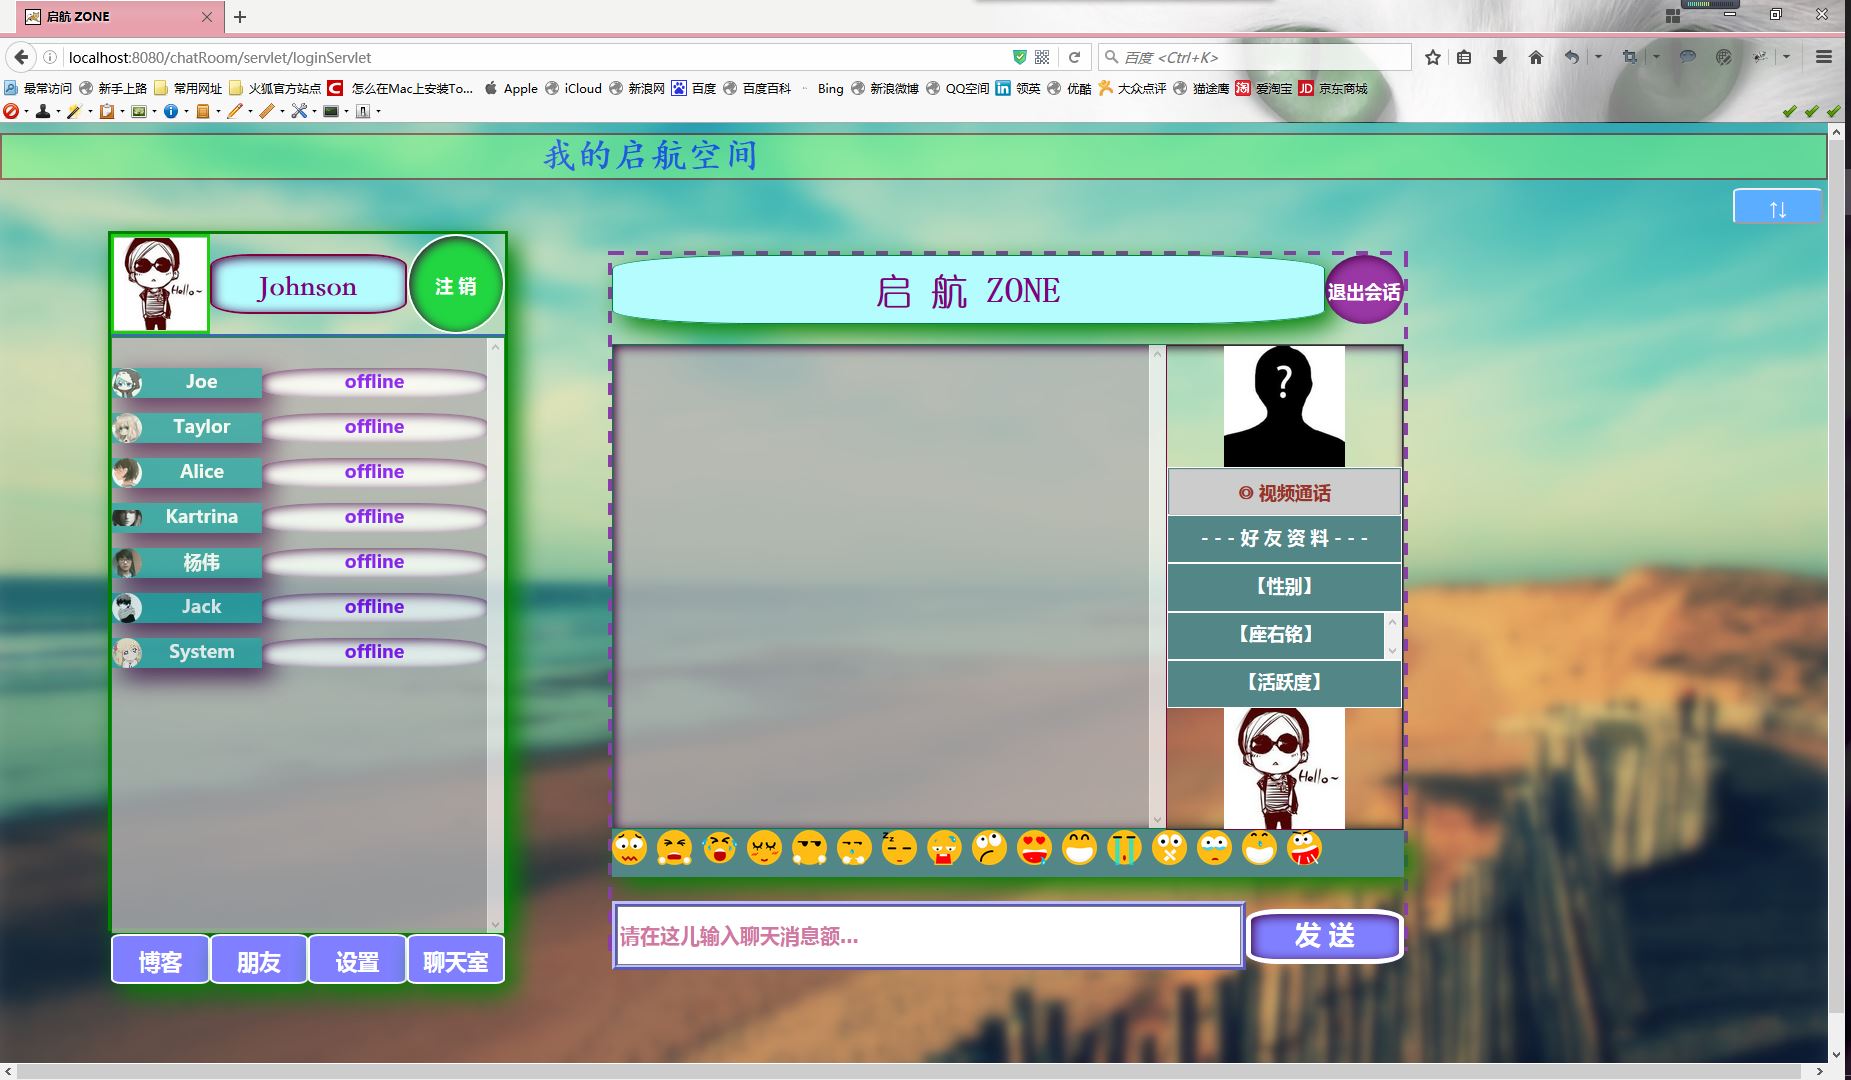 启航 ZONE
localhost:8080/chatRoom/servlet/loginServlet
百度 <Ctrl+K>
最常访问 新手上路 常用网址 火狐官方站点 怎么在Mac上安装To... Apple iCloud 新浪网 百度 百度百科 Bing 新浪微博 QQ空间 领英 优酷 大众点评 猫途鹰 爱淘宝 京东商城
我的启航空间
↑↓
Hello~
Johnson
注 销
Joe offline
Taylor offline
Alice offline
Kartrina offline
杨伟 offline
Jack offline
System offline
博客 朋友 设置 聊天室
启 航 ZONE
退出会话
?
◎ 视频通话
- - - 好 友 资 料 - - -
【性别】
【座右铭】
【活跃度】
Hello~
请在这儿输入聊天消息额...
发 送